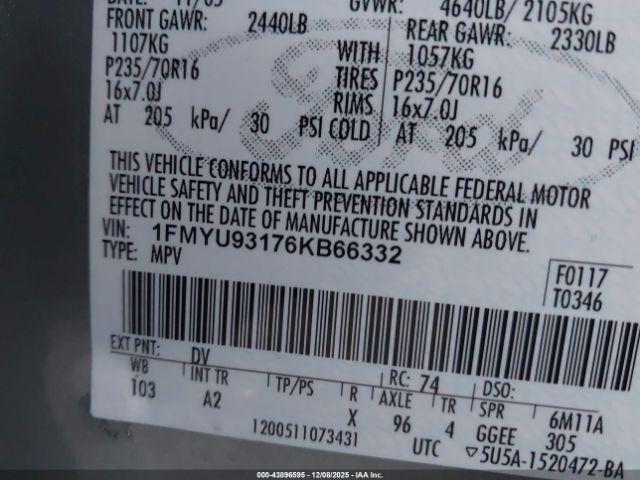 GVWR: 4640LB/ 2105KG
FRONT GAWR: 2440LB REAR GAWR: 2330LB
1107KG WITH 1057KG
P235/70R16 TIRES P235/70R16
16x7.0J RIMS 16x7.0J
AT 205 kPa/ 30 PSI COLD AT 205 kPa/ 30 PSI
Ford
THIS VEHICLE CONFORMS TO ALL APPLICABLE FEDERAL MOTOR
VEHICLE SAFETY AND THEFT PREVENTION STANDARDS IN
EFFECT ON THE DATE OF MANUFACTURE SHOWN ABOVE.
VIN: 1FMYU93176KB66332
TYPE: MPV
F0117
T0346
EXT PNT: DV RC: 74 DSO:
WB INT TR TP/PS R AXLE TR SPR 6M11A
103 A2 X 96 4 GGEE 305
1200511073431 UTC ▽5U5A-1520472-BA
000-43896595 - 12/08/2025 - Copyright © 2025 IAA Inc.